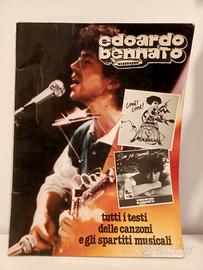 edoardo
bennato
tutti i testi
delle canzoni
e gli spartiti musicali